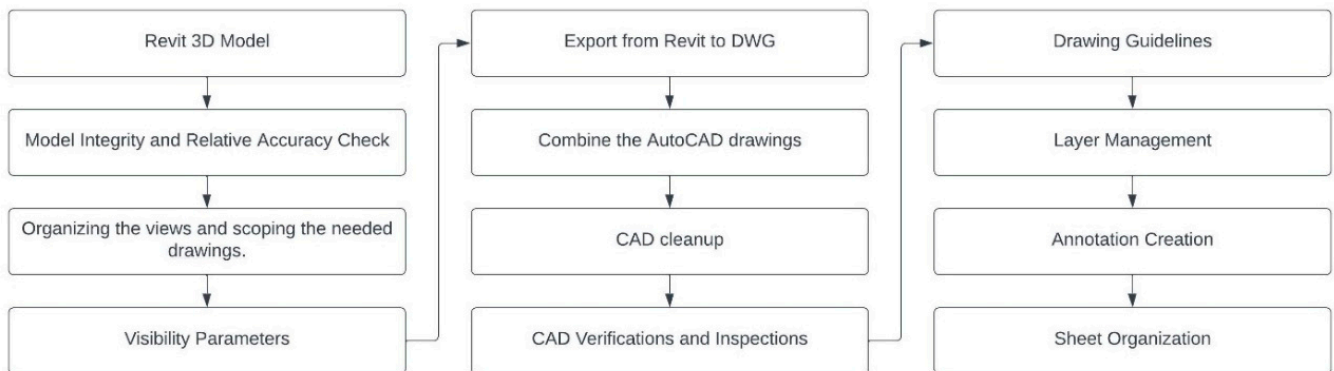 Revit 3D Model
Model Integrity and Relative Accuracy Check
Organizing the views and scoping the needed
drawings.
Visibility Parameters
Export from Revit to DWG
Combine the AutoCAD drawings
CAD cleanup
CAD Verifications and Inspections
Drawing Guidelines
Layer Management
Annotation Creation
Sheet Organization